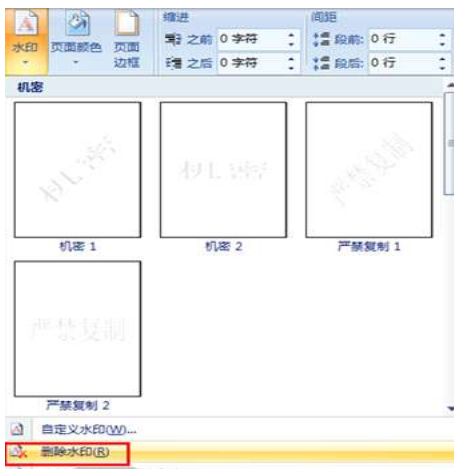 缩进 间距
水印 页面颜色 页面边框 之前 0 字符 段前: 0 行
之后 0 字符 段后: 0 行
机密
机密 机密 严禁复制
机密 1 机密 2 严禁复制 1
严禁复制
严禁复制 2
自定义水印(W)...
删除水印(R)